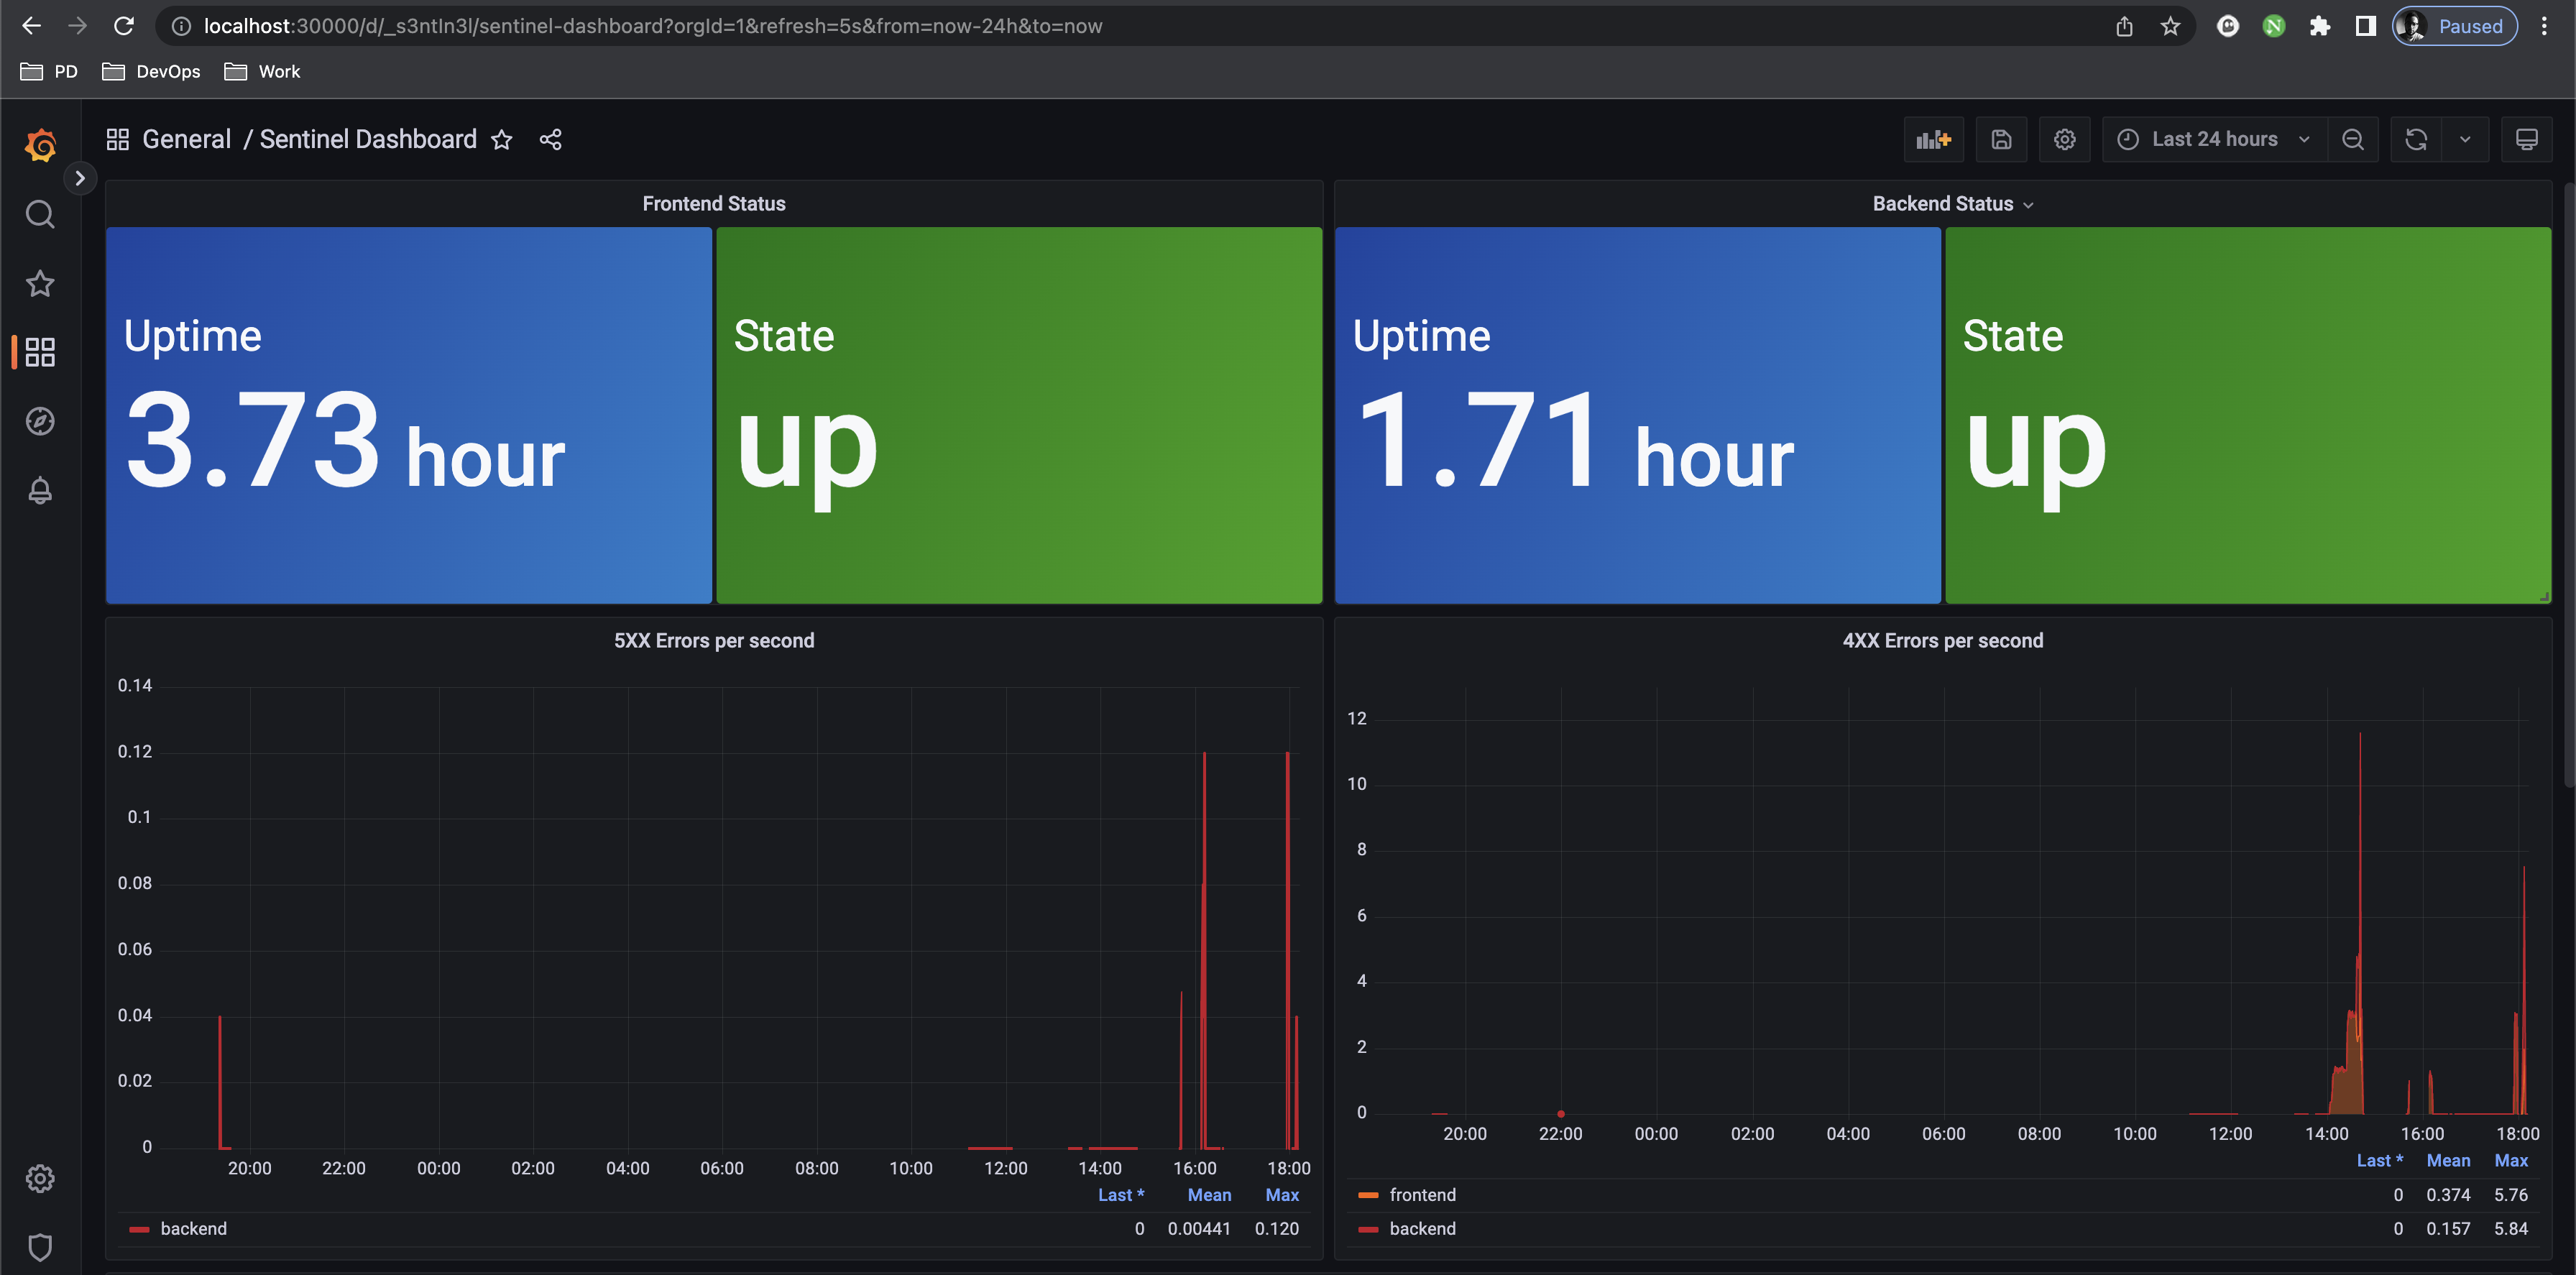 localhost:30000/d/_s3ntIn3l/sentinel-dashboard?orgId=1&refresh=5s&from=now-24h&to=now
Paused
PD DevOps Work
General / Sentinel Dashboard
Last 24 hours
Frontend Status
Uptime
3.73 hour
State
up
Backend Status
Uptime
1.71 hour
State
up
5XX Errors per second
0.14
0.12
0.1
0.08
0.06
0.04
0.02
0
20:00 22:00 00:00 02:00 04:00 06:00 08:00 10:00 12:00 14:00 16:00 18:00
Last * Mean Max
backend 0 0.00441 0.120
4XX Errors per second
12
10
8
6
4
2
0
20:00 22:00 00:00 02:00 04:00 06:00 08:00 10:00 12:00 14:00 16:00 18:00
Last * Mean Max
frontend 0 0.374 5.76
backend 0 0.157 5.84